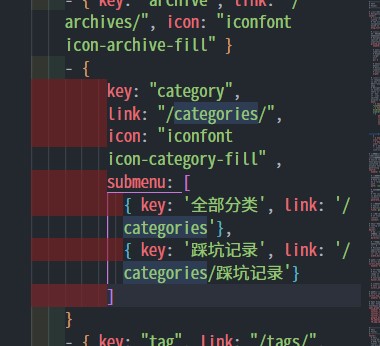 - { key: "archive", link: "/
archives/", icon: "iconfont
icon-archive-fill" }
- {
key: "category",
link: "/categories/",
icon: "iconfont
icon-category-fill" ,
submenu: [
{ key: '全部分类', link: '/
categories'},
{ key: '踩坑记录', link: '/
categories/踩坑记录'}
]
}
- { key: "tag", link: "/tags/"